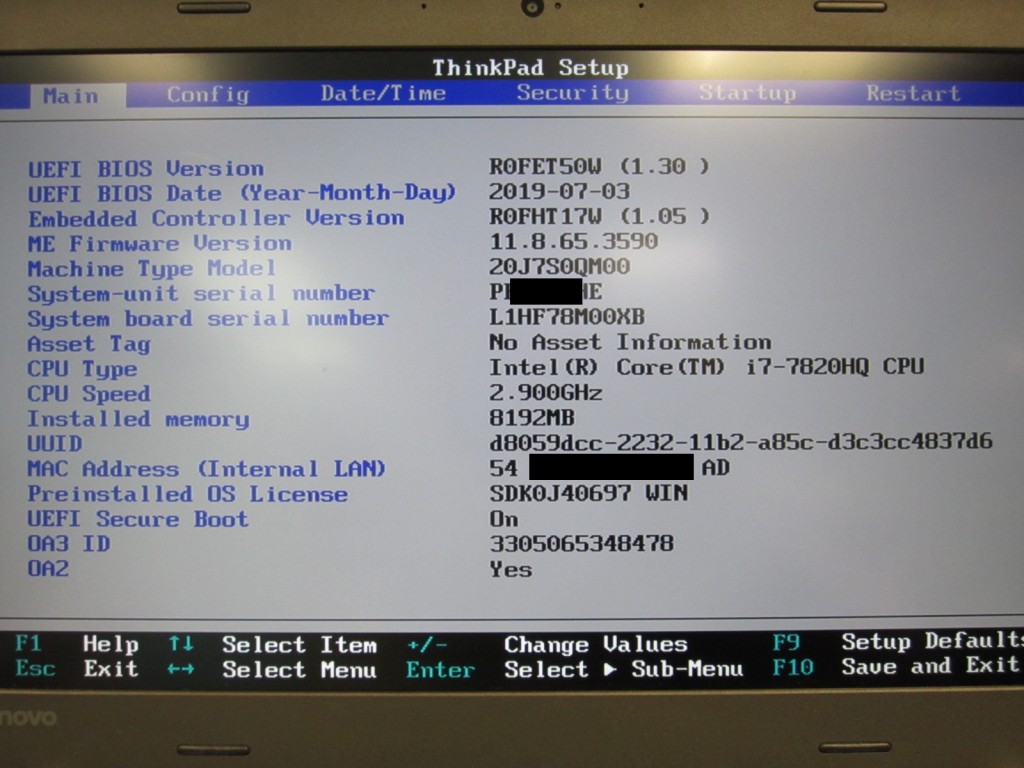 ThinkPad Setup
Main Config Date/Time Security Startup Restart
UEFI BIOS Version R0FET50W (1.30 )
UEFI BIOS Date (Year-Month-Day) 2019-07-03
Embedded Controller Version R0FHT17W (1.05 )
ME Firmware Version 11.8.65.3590
Machine Type Model 20J7S0QM00
System-unit serial number P HE
System board serial number L1HF78M00XB
Asset Tag No Asset Information
CPU Type Intel(R) Core(TM) i7-7820HQ CPU
CPU Speed 2.900GHz
Installed memory 8192MB
UUID d8059dcc-2232-11b2-a85c-d3c3cc4837d6
MAC Address (Internal LAN) 54 AD
Preinstalled OS License SDK0J40697 WIN
UEFI Secure Boot On
OA3 ID 3305065348478
OA2 Yes
F1 Help ↑↓ Select Item +/- Change Values F9 Setup Defaults
Esc Exit ←→ Select Menu Enter Select ▶ Sub-Menu F10 Save and Exit
novo